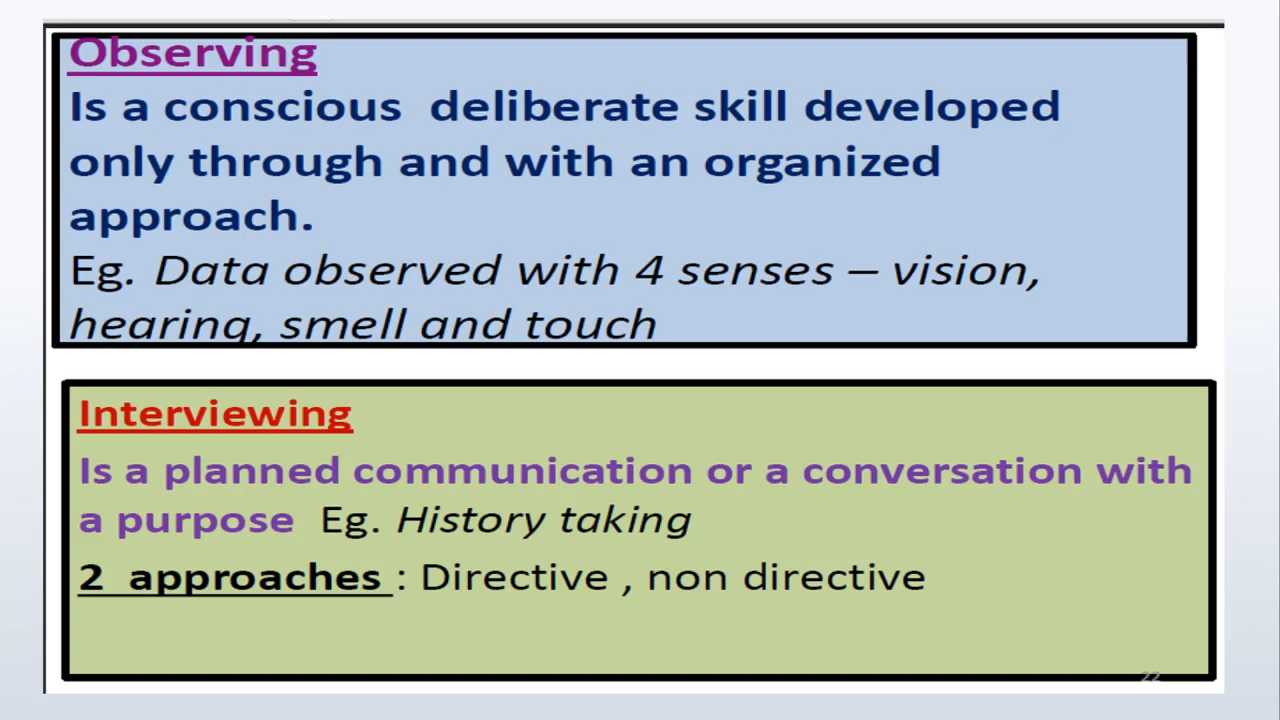 Observing
Is a conscious deliberate skill developed
only through and with an organized
approach.
Eg. Data observed with 4 senses – vision,
hearing, smell and touch
Interviewing
Is a planned communication or a conversation with
a purpose Eg. History taking
2 approaches : Directive , non directive
22